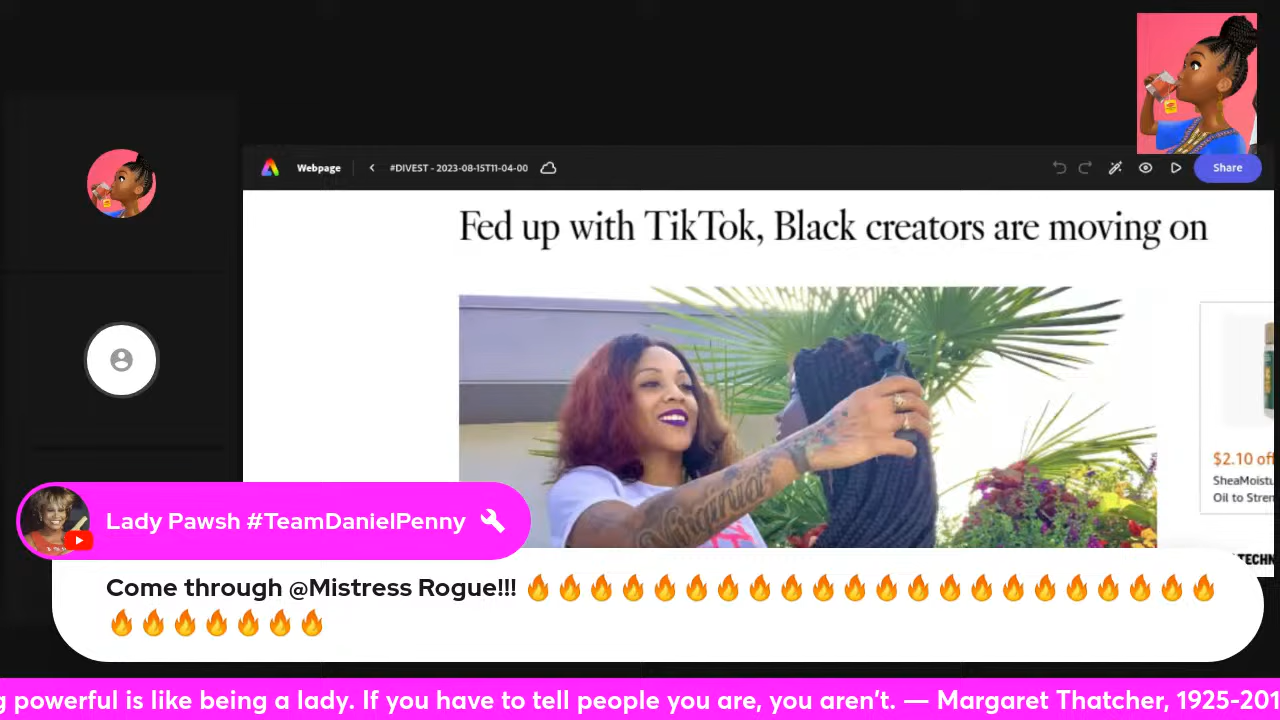 Webpage
#DIVEST - 2023-08-15T11-04-00
Share
Fed up with TikTok, Black creators are moving on
$2.10 off
SheaMoistu
Oil to Stren
TECHN
Lady Pawsh #TeamDanielPenny
Come through @Mistress Rogue!!! 🔥🔥🔥🔥🔥🔥🔥🔥🔥🔥🔥🔥🔥🔥🔥🔥🔥🔥🔥🔥🔥🔥
🔥🔥🔥🔥🔥🔥🔥
g powerful is like being a lady. If you have to tell people you are, you aren't. — Margaret Thatcher, 1925-201